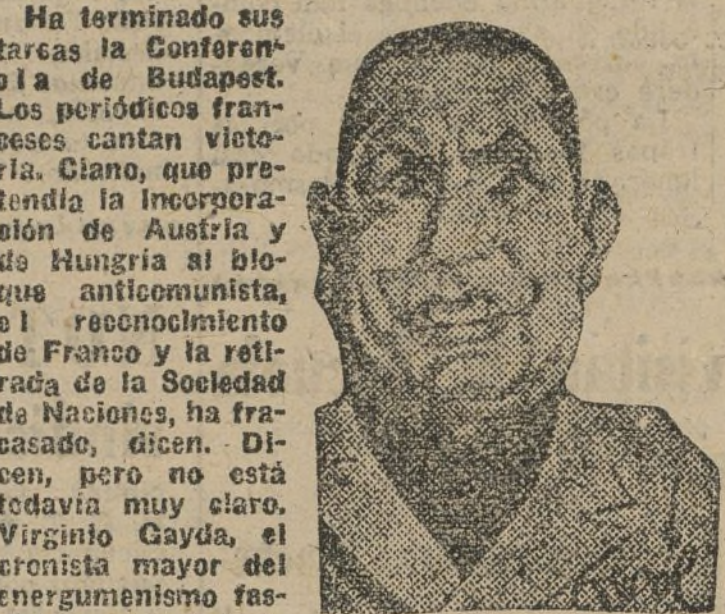 Ha terminado sus
tareas la Conferen-
cia de Budapest.
Los periódicos fran-
ceses cantan victo-
ria. Ciano, que pre-
tendía la incorpora-
ción de Austria y
de Hungría al blo-
que anticomunista,
el reconocimiento
de Franco y la reti-
rada de la Sociedad
de Naciones, ha fra-
casado, dicen. Di-
cen, pero no está
todavía muy claro.
Virginio Gayda, el
cronista mayor del
energumenismo fas-